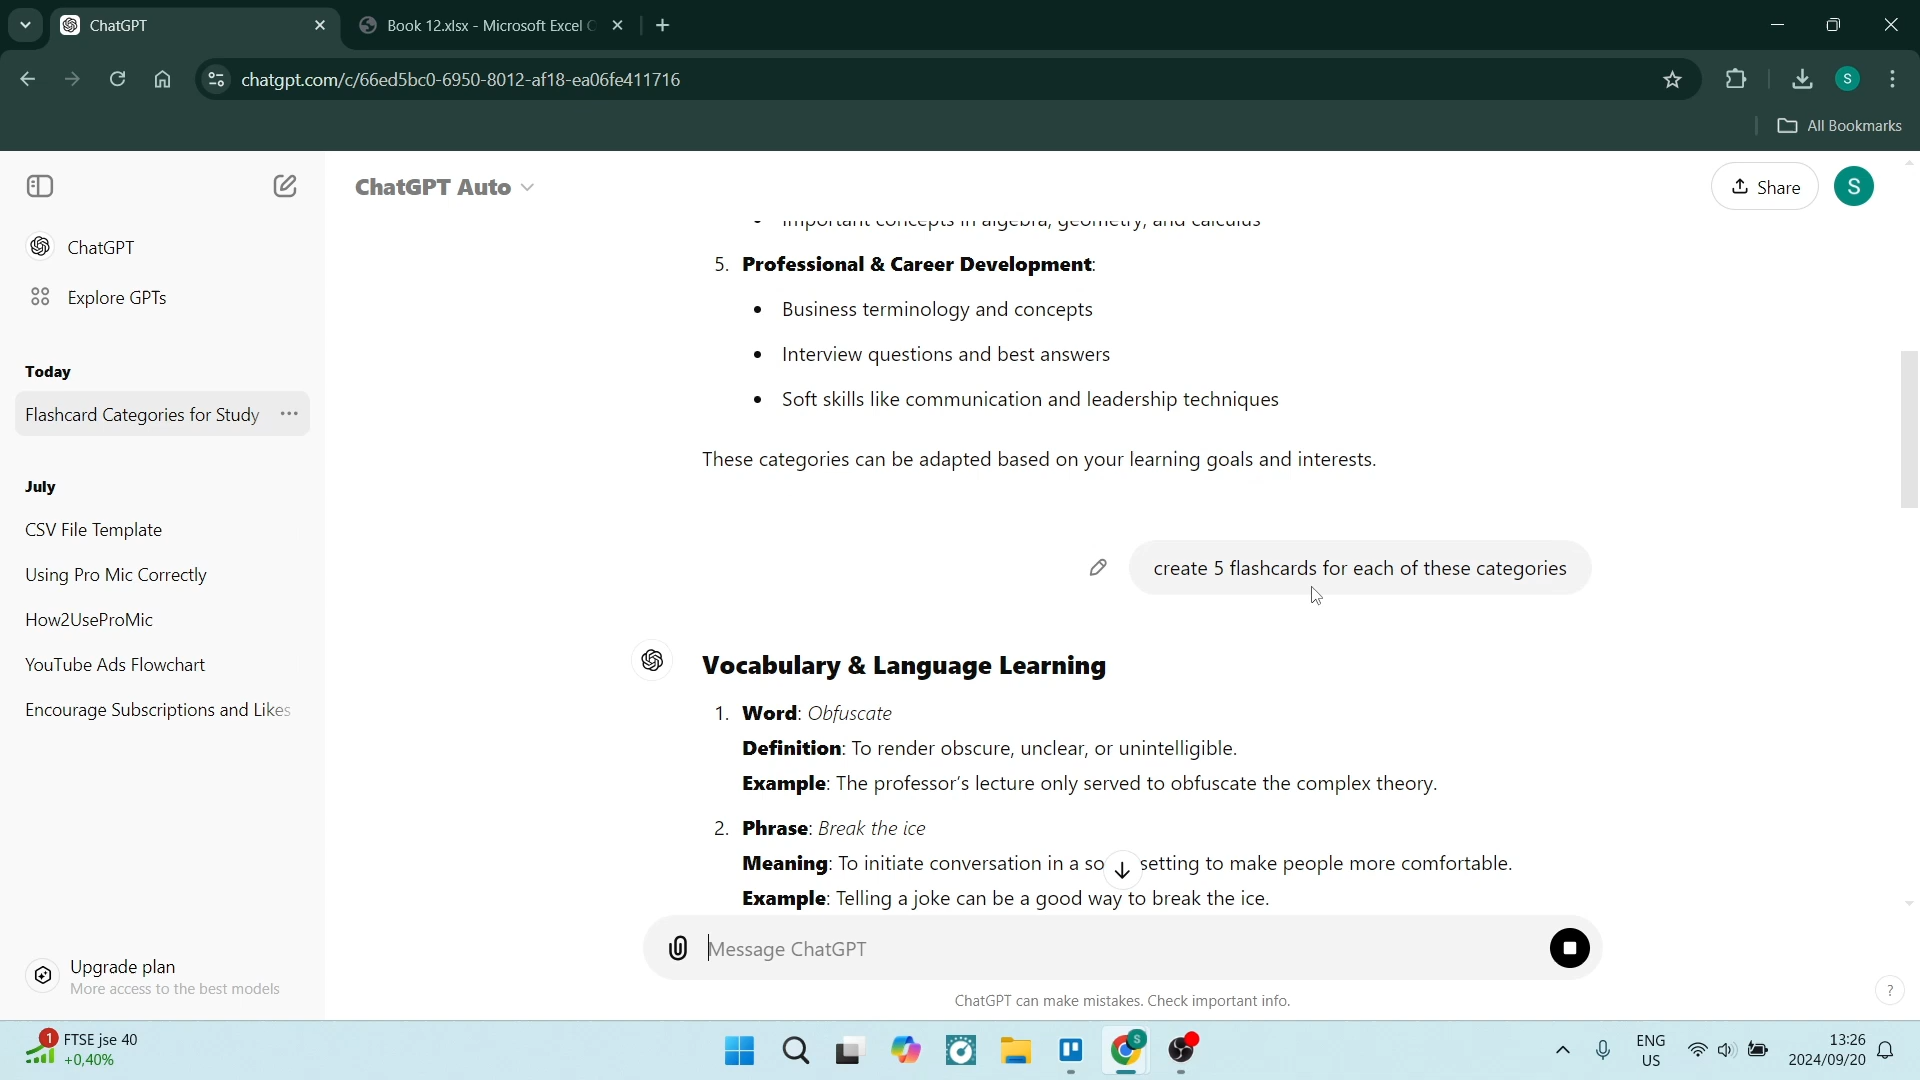 ChatGPT
Book 12.xlsx - Microsoft Excel
chatgpt.com/c/66ed5bc0-6950-8012-af18-ea06fe411716
S
All Bookmarks
ChatGPT Auto
Share
S
ChatGPT
Explore GPTs
Today
Flashcard Categories for Study
July
CSV File Template
Using Pro Mic Correctly
How2UseProMic
YouTube Ads Flowchart
Encourage Subscriptions and Likes
Upgrade plan
More access to the best models
Important concepts in algebra, geometry, and calculus
5. Professional & Career Development:
• Business terminology and concepts
• Interview questions and best answers
• Soft skills like communication and leadership techniques
These categories can be adapted based on your learning goals and interests.
create 5 flashcards for each of these categories
Vocabulary & Language Learning
1. Word: Obfuscate
Definition: To render obscure, unclear, or unintelligible.
Example: The professor's lecture only served to obfuscate the complex theory.
2. Phrase: Break the ice
Meaning: To initiate conversation in a so setting to make people more comfortable.
Example: Telling a joke can be a good way to break the ice.
Message ChatGPT
ChatGPT can make mistakes. Check important info.
?
1
FTSE jse 40
+0,40%
S
ENG
US
13:26
2024/09/20